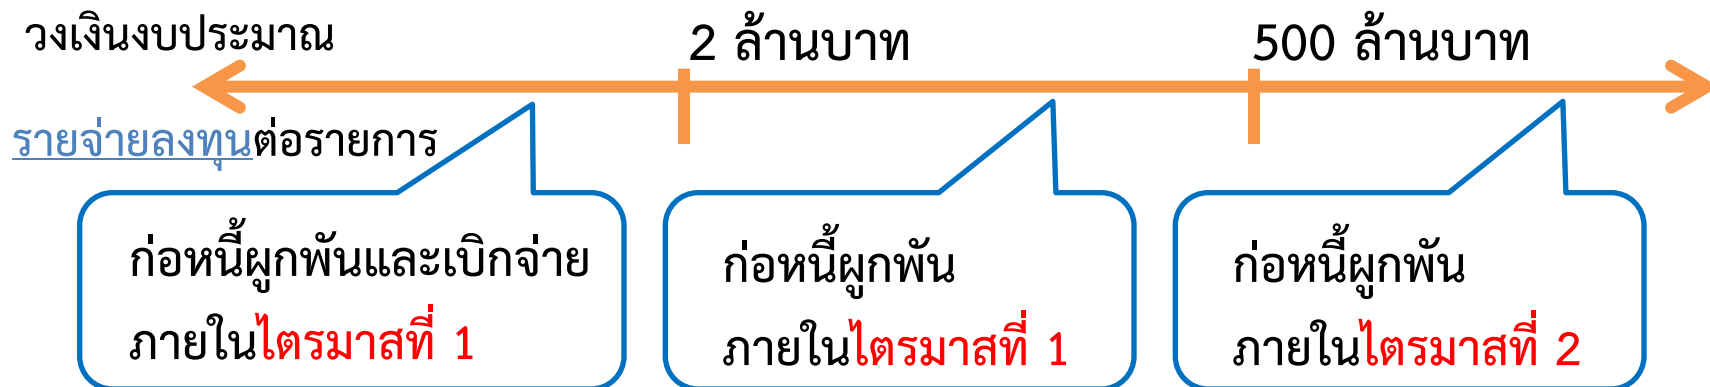 วงเงินงบประมาณ
2 ล้านบาท
500 ล้านบาท
รายจ่ายลงทุนต่อรายการ
ก่อหนี้ผูกพันและเบิกจ่าย
ภายในไตรมาสที่ 1
ก่อหนี้ผูกพัน
ภายในไตรมาสที่ 1
ก่อหนี้ผูกพัน
ภายในไตรมาสที่ 2